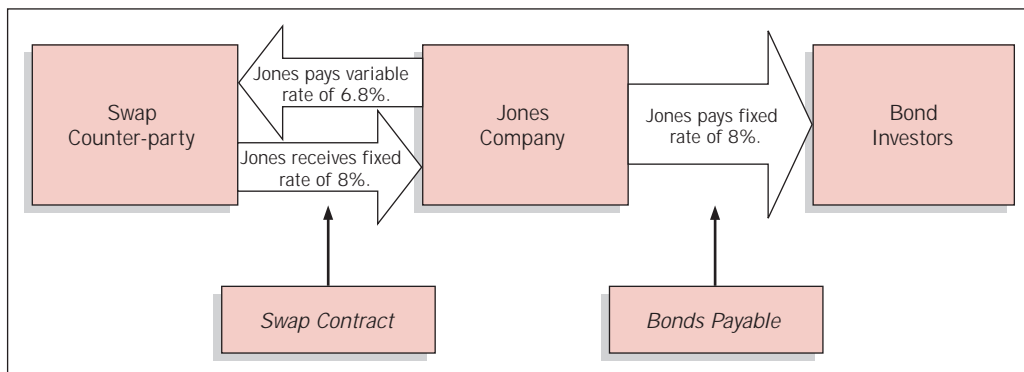 Swap
Counter-party
Jones pays variable
rate of 6.8%.
Jones receives fixed
rate of 8%.
Jones
Company
Jones pays fixed
rate of 8%.
Bond
Investors
Swap Contract
Bonds Payable